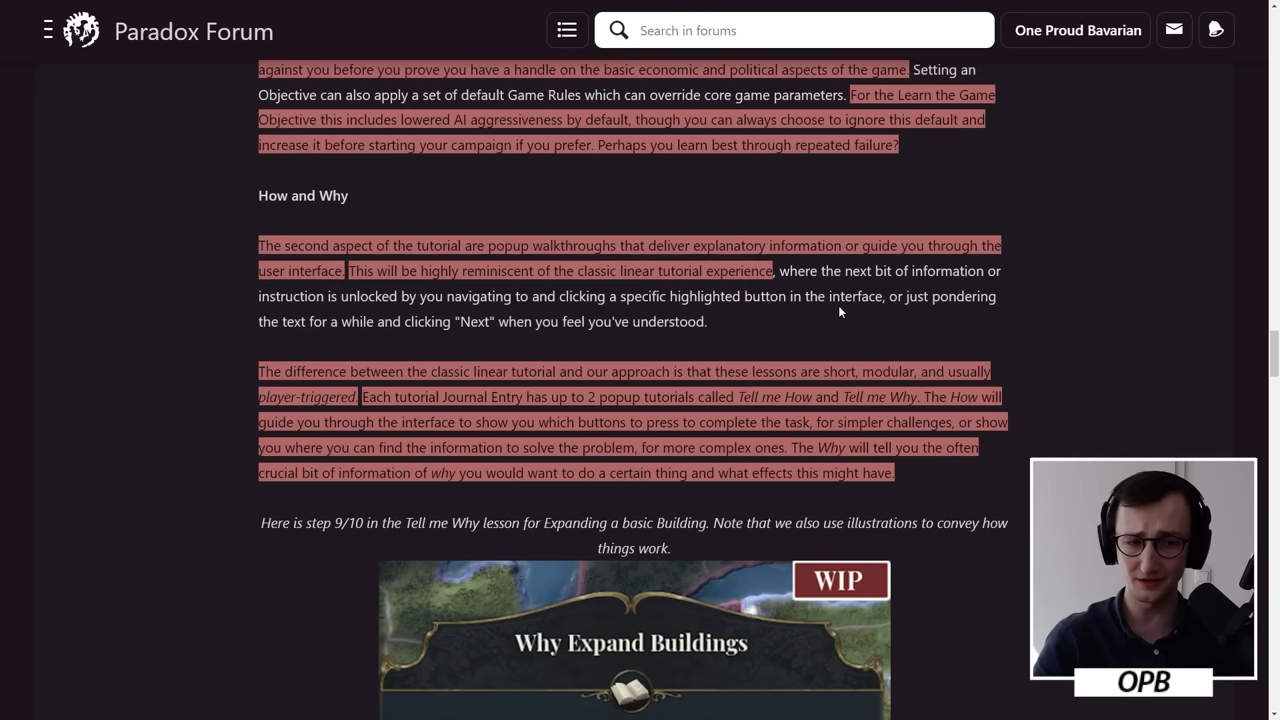 Paradox Forum
Search in forums
One Proud Bavarian
against you before you prove you have a handle on the basic economic and political aspects of the game. Setting an
Objective can also apply a set of default Game Rules which can override core game parameters. For the Learn the Game
Objective this includes lowered AI aggressiveness by default, though you can always choose to ignore this default and
increase it before starting your campaign if you prefer. Perhaps you learn best through repeated failure?
How and Why
The second aspect of the tutorial are popup walkthroughs that deliver explanatory information or guide you through the
user interface. This will be highly reminiscent of the classic linear tutorial experience, where the next bit of information or
instruction is unlocked by you navigating to and clicking a specific highlighted button in the interface, or just pondering
the text for a while and clicking "Next" when you feel you've understood.
The difference between the classic linear tutorial and our approach is that these lessons are short, modular, and usually
player-triggered. Each tutorial Journal Entry has up to 2 popup tutorials called Tell me How and Tell me Why. The How will
guide you through the interface to show you which buttons to press to complete the task, for simpler challenges, or show
you where you can find the information to solve the problem, for more complex ones. The Why will tell you the often
crucial bit of information of why you would want to do a certain thing and what effects this might have.
Here is step 9/10 in the Tell me Why lesson for Expanding a basic Building. Note that we also use illustrations to convey how
things work.
WIP
Why Expand Buildings
OPB